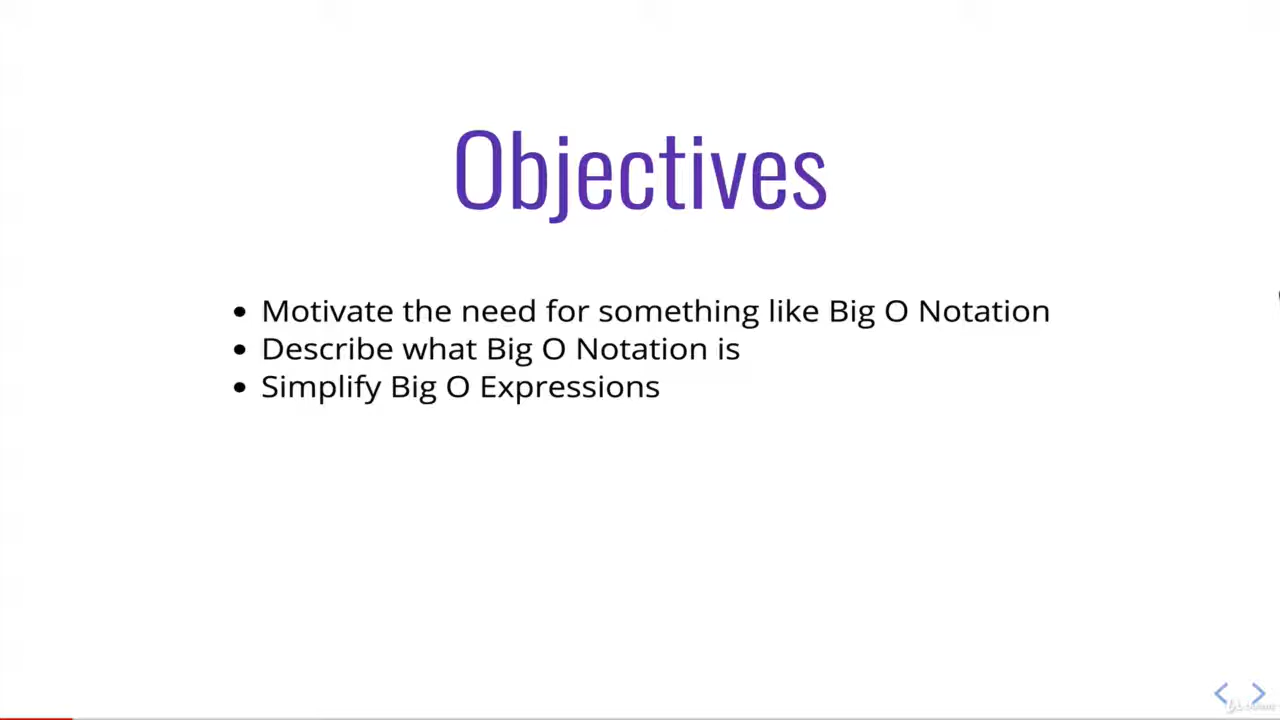 Objectives
• Motivate the need for something like Big O Notation
• Describe what Big O Notation is
• Simplify Big O Expressions